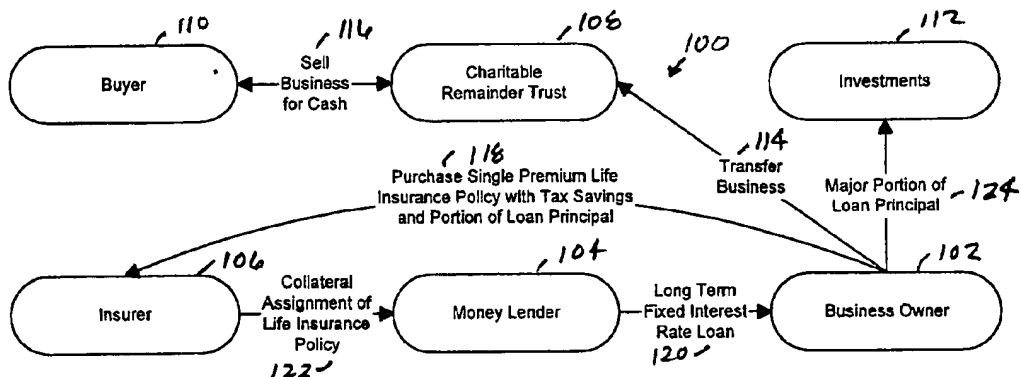 110
Buyer
116
Sell
Business
for Cash
108
Charitable
Remainder Trust
100
112
Investments
118
Purchase Single Premium Life
Insurance Policy with Tax Savings
and Portion of Loan Principal
114
Transfer
Business
Major Portion of
Loan Principal
124
106
Insurer
Collateral
Assignment of
Life Insurance
Policy
122
104
Money Lender
Long Term
Fixed Interest
Rate Loan
120
102
Business Owner